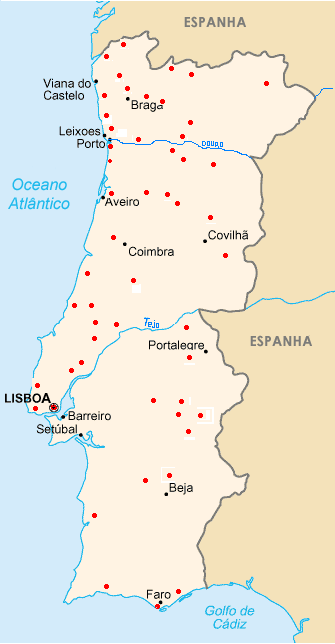 ESPANHA
Viana do
Castelo
Braga
Leixoes
Porto
DOURO
Oceano
Atlântico
Aveiro
Covilhã
Coimbra
Tejo
Portalegre
ESPANHA
LISBOA
Barreiro
Setúbal
Beja
Faro
Golfo de
Cádiz